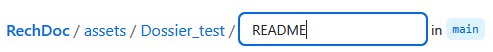 RechDoc / assets / Dossier_test / README in main